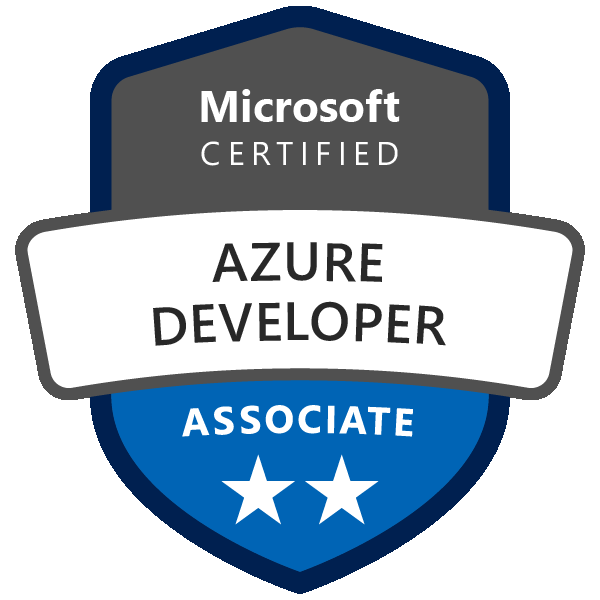 Microsoft
CERTIFIED
AZURE
DEVELOPER
ASSOCIATE